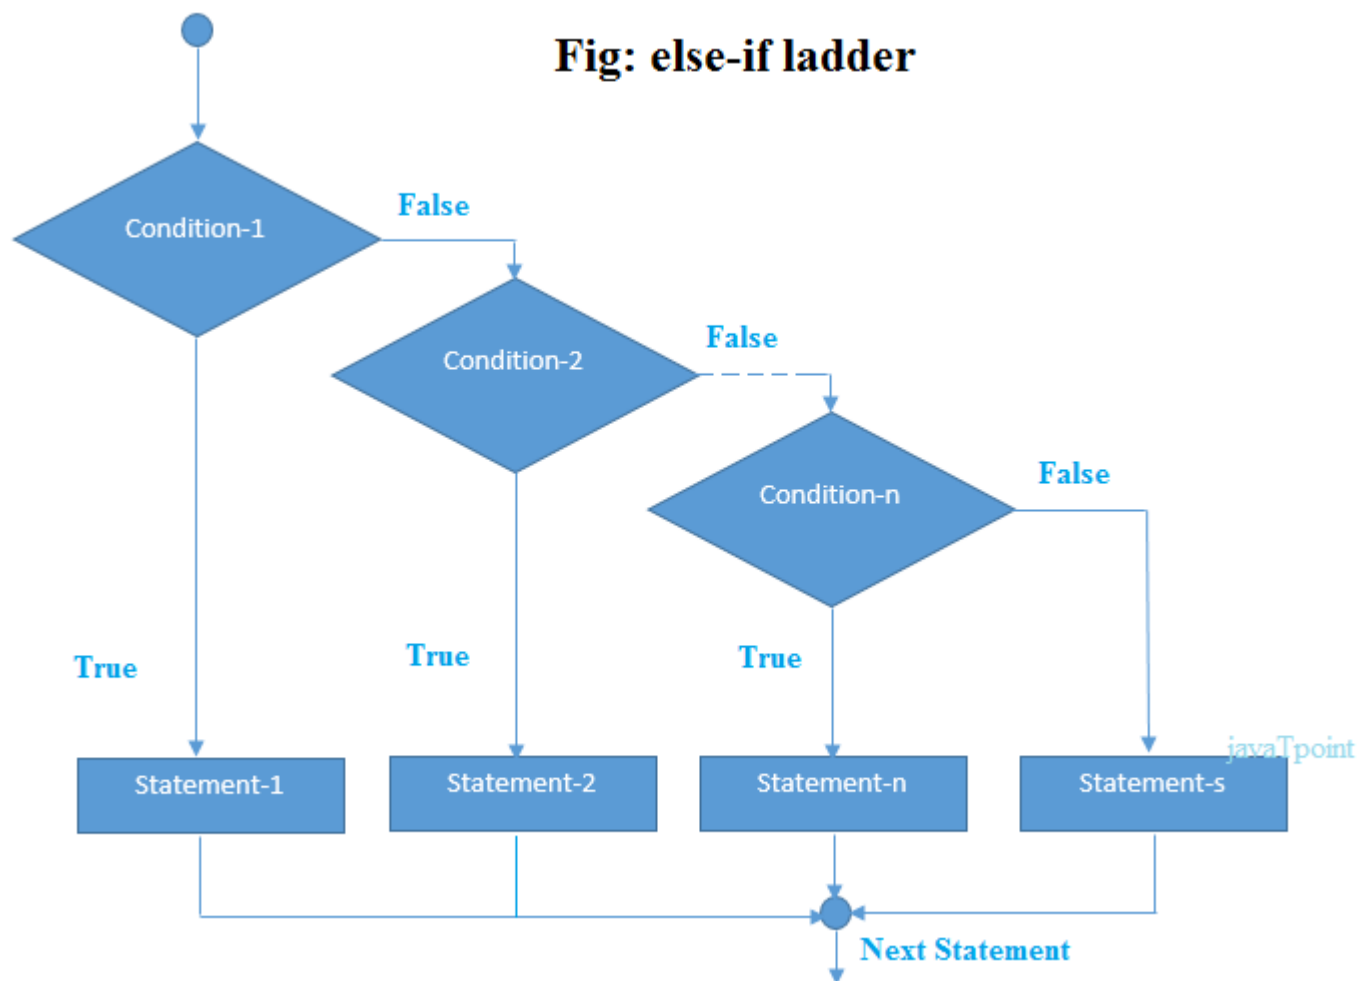 Fig: else-if ladder
Condition-1
False
Condition-2
False
Condition-n
False
True
True
True
javaTpoint
Statement-1
Statement-2
Statement-n
Statement-s
Next Statement